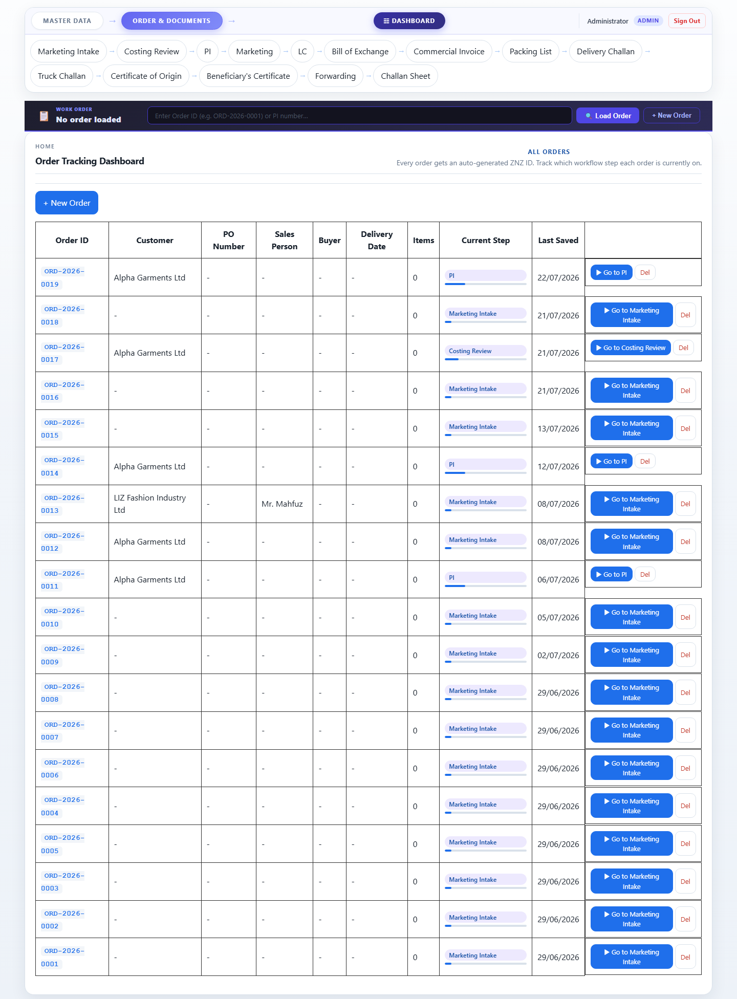 MASTER DATA → ORDER & DOCUMENTS → ☷ DASHBOARD Administrator ADMIN Sign Out
Marketing Intake → Costing Review → PI → Marketing → LC → Bill of Exchange → Commercial Invoice → Packing List → Delivery Challan →
Truck Challan → Certificate of Origin → Beneficiary's Certificate → Forwarding → Challan Sheet
WORK ORDER
No order loaded
Enter Order ID (e.g. ORD-2026-0001) or PI number...
Load Order
+ New Order
HOME
Order Tracking Dashboard
ALL ORDERS
Every order gets an auto-generated ZNZ ID. Track which workflow step each order is currently on.
+ New Order
Order ID Customer PO Number Sales Person Buyer Delivery Date Items Current Step Last Saved
ORD-2026-0019 Alpha Garments Ltd - - - - 0 PI 22/07/2026 ▶ Go to PI Del
ORD-2026-0018 - - - - - 0 Marketing Intake 21/07/2026 ▶ Go to Marketing Intake Del
ORD-2026-0017 Alpha Garments Ltd - - - - 0 Costing Review 21/07/2026 ▶ Go to Costing Review Del
ORD-2026-0016 - - - - - 0 Marketing Intake 21/07/2026 ▶ Go to Marketing Intake Del
ORD-2026-0015 - - - - - 0 Marketing Intake 13/07/2026 ▶ Go to Marketing Intake Del
ORD-2026-0014 Alpha Garments Ltd - - - - 0 PI 12/07/2026 ▶ Go to PI Del
ORD-2026-0013 LIZ Fashion Industry Ltd - Mr. Mahfuz - - 0 Marketing Intake 08/07/2026 ▶ Go to Marketing Intake Del
ORD-2026-0012 Alpha Garments Ltd - - - - 0 Marketing Intake 08/07/2026 ▶ Go to Marketing Intake Del
ORD-2026-0011 Alpha Garments Ltd - - - - 0 PI 06/07/2026 ▶ Go to PI Del
ORD-2026-0010 - - - - - 0 Marketing Intake 05/07/2026 ▶ Go to Marketing Intake Del
ORD-2026-0009 - - - - - 0 Marketing Intake 02/07/2026 ▶ Go to Marketing Intake Del
ORD-2026-0008 - - - - - 0 Marketing Intake 29/06/2026 ▶ Go to Marketing Intake Del
ORD-2026-0007 - - - - - 0 Marketing Intake 29/06/2026 ▶ Go to Marketing Intake Del
ORD-2026-0006 - - - - - 0 Marketing Intake 29/06/2026 ▶ Go to Marketing Intake Del
ORD-2026-0004 - - - - - 0 Marketing Intake 29/06/2026 ▶ Go to Marketing Intake Del
ORD-2026-0005 - - - - - 0 Marketing Intake 29/06/2026 ▶ Go to Marketing Intake Del
ORD-2026-0003 - - - - - 0 Marketing Intake 29/06/2026 ▶ Go to Marketing Intake Del
ORD-2026-0002 - - - - - 0 Marketing Intake 29/06/2026 ▶ Go to Marketing Intake Del
ORD-2026-0001 - - - - - 0 Marketing Intake 29/06/2026 ▶ Go to Marketing Intake Del